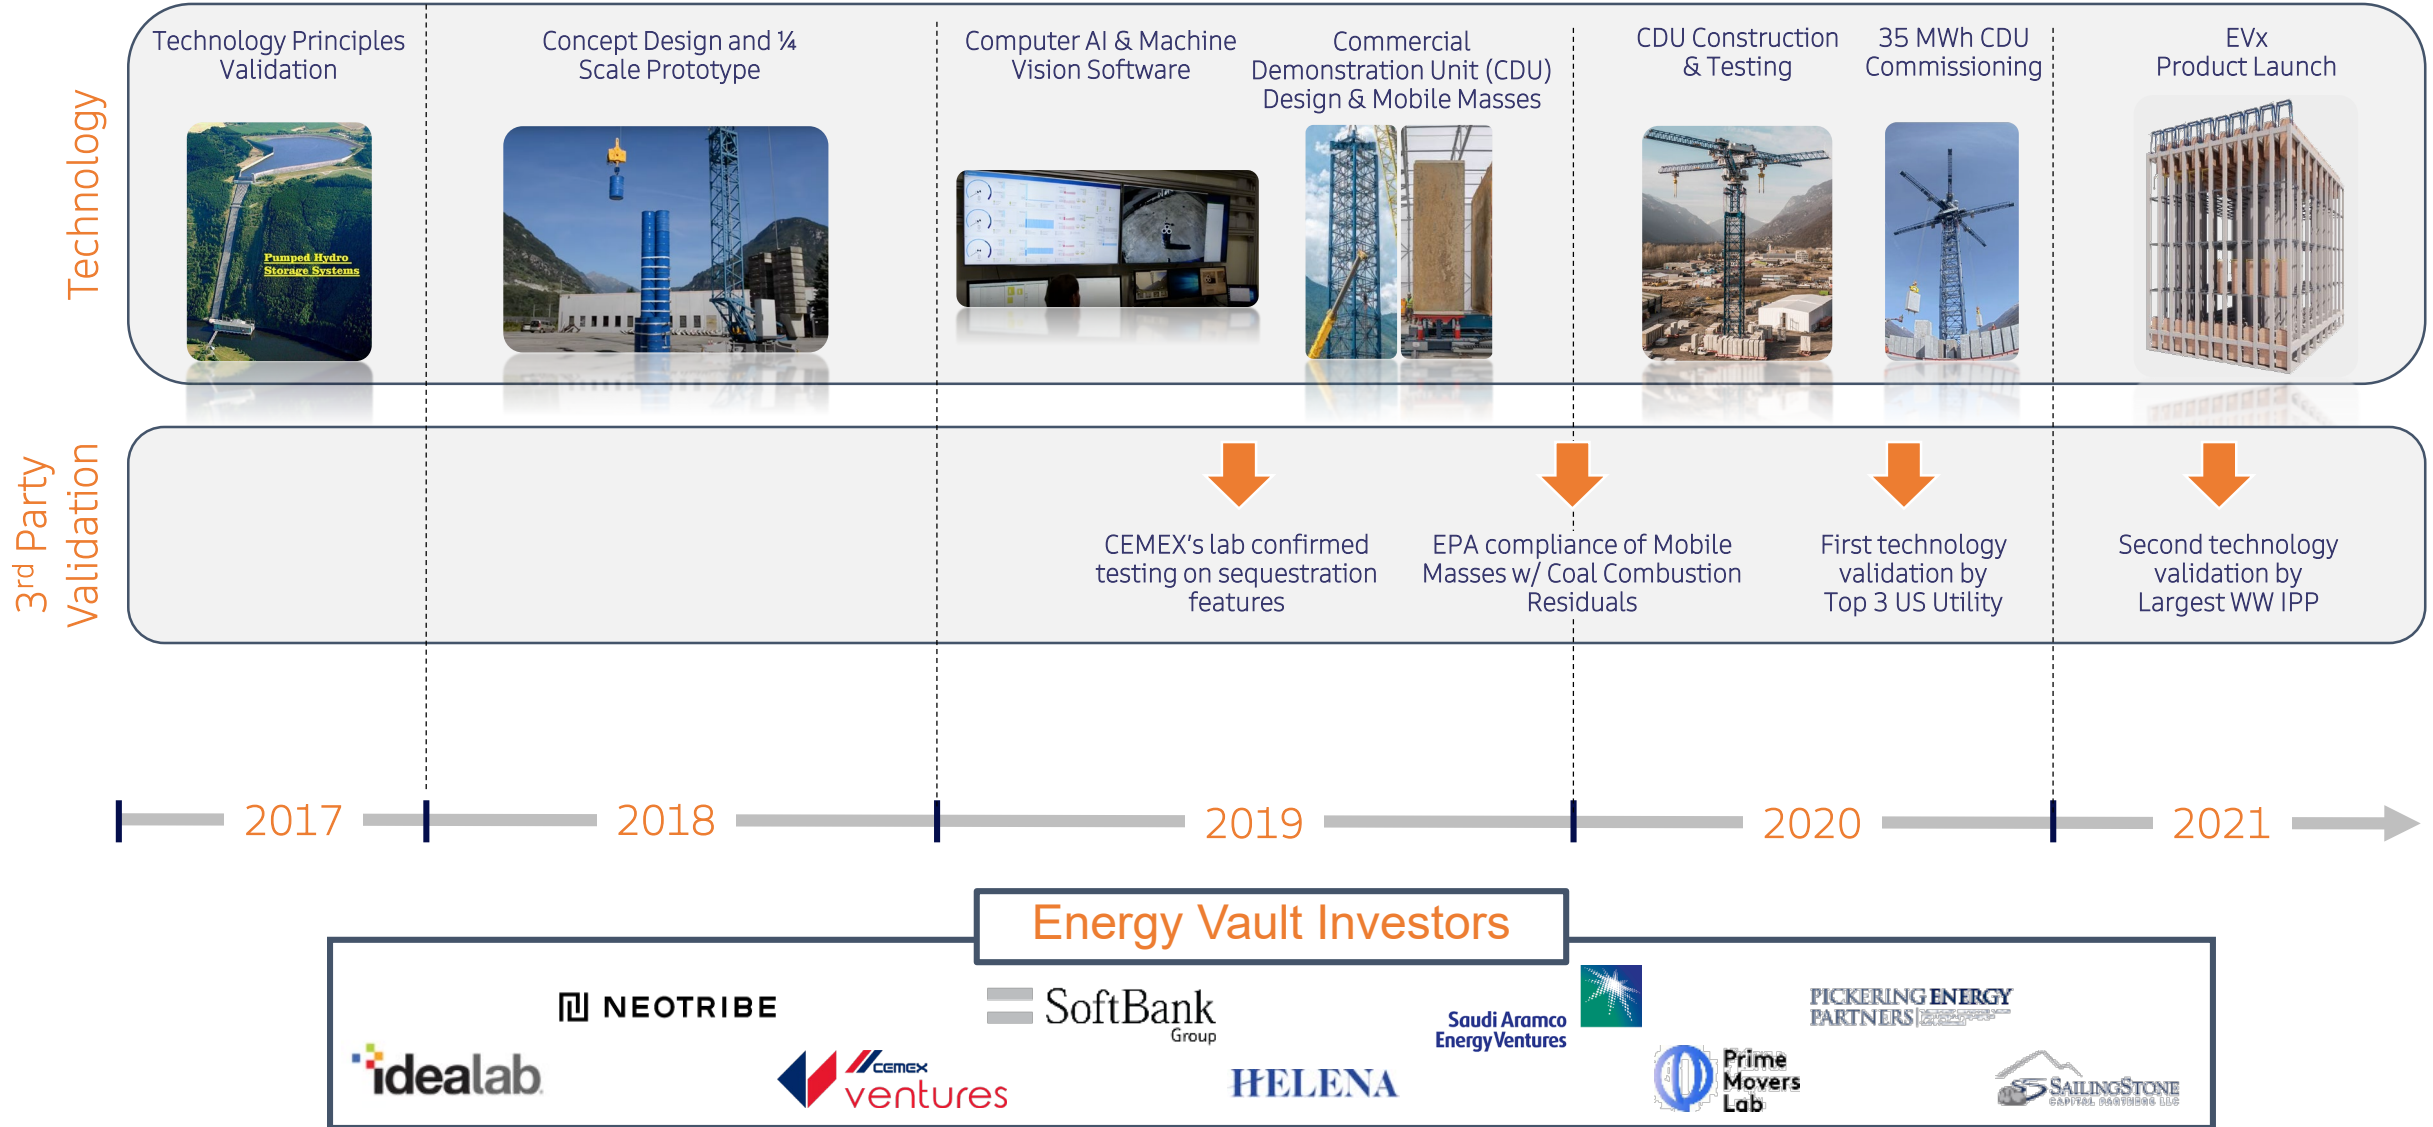 Technology
Technology Principles
Validation
Concept Design and ¼
Scale Prototype
Computer AI & Machine
Vision Software
Commercial
Demonstration Unit (CDU)
Design & Mobile Masses
CDU Construction
& Testing
35 MWh CDU
Commissioning
EVx
Product Launch
Pumped Hydro
Storage Systems
3rd Party
Validation
CEMEX's lab confirmed
testing on sequestration
features
EPA compliance of Mobile
Masses w/ Coal Combustion
Residuals
First technology
validation by
Top 3 US Utility
Second technology
validation by
Largest WW IPP
2017
2018
2019
2020
2021
Energy Vault Investors
NEOTRIBE
SoftBank
Group
Saudi Aramco
Energy Ventures
PICKERING ENERGY
PARTNERS
idealab
CEMEX
ventures
HELENA
Prime
Movers
Lab
SAILINGSTONE
CAPITAL PARTNERS LLC